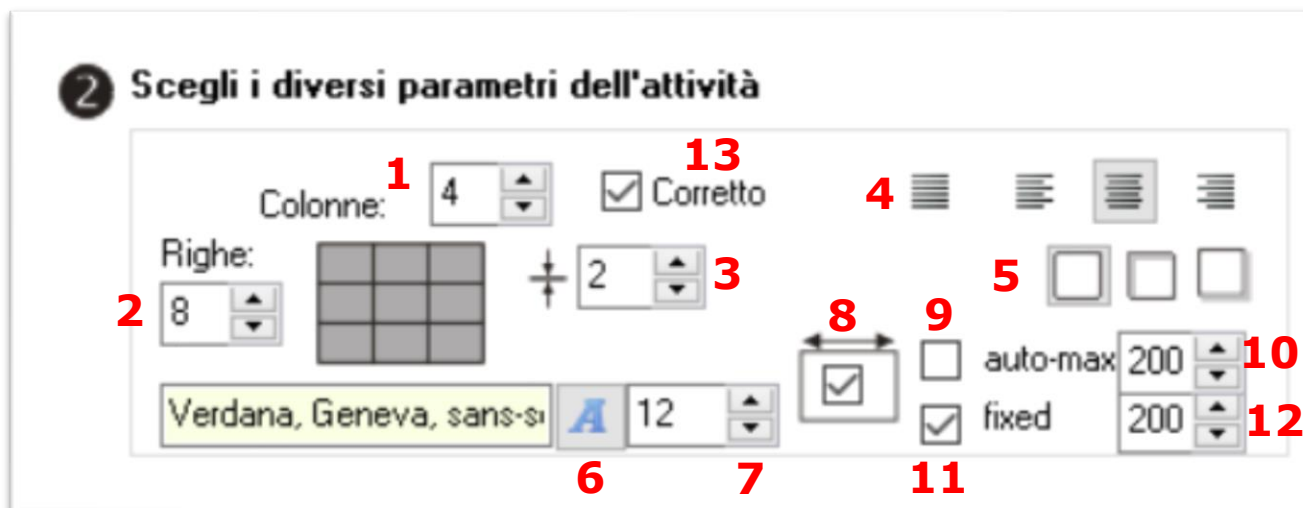 2 Scegli i diversi parametri dell'attività
13
1 4 Corretto 4
Colonne:
Righe:
2 3 5
2 8
8 9
auto-max 200 10
Verdana, Geneva, sans-s A 12 fixed 200 12
6 7 11